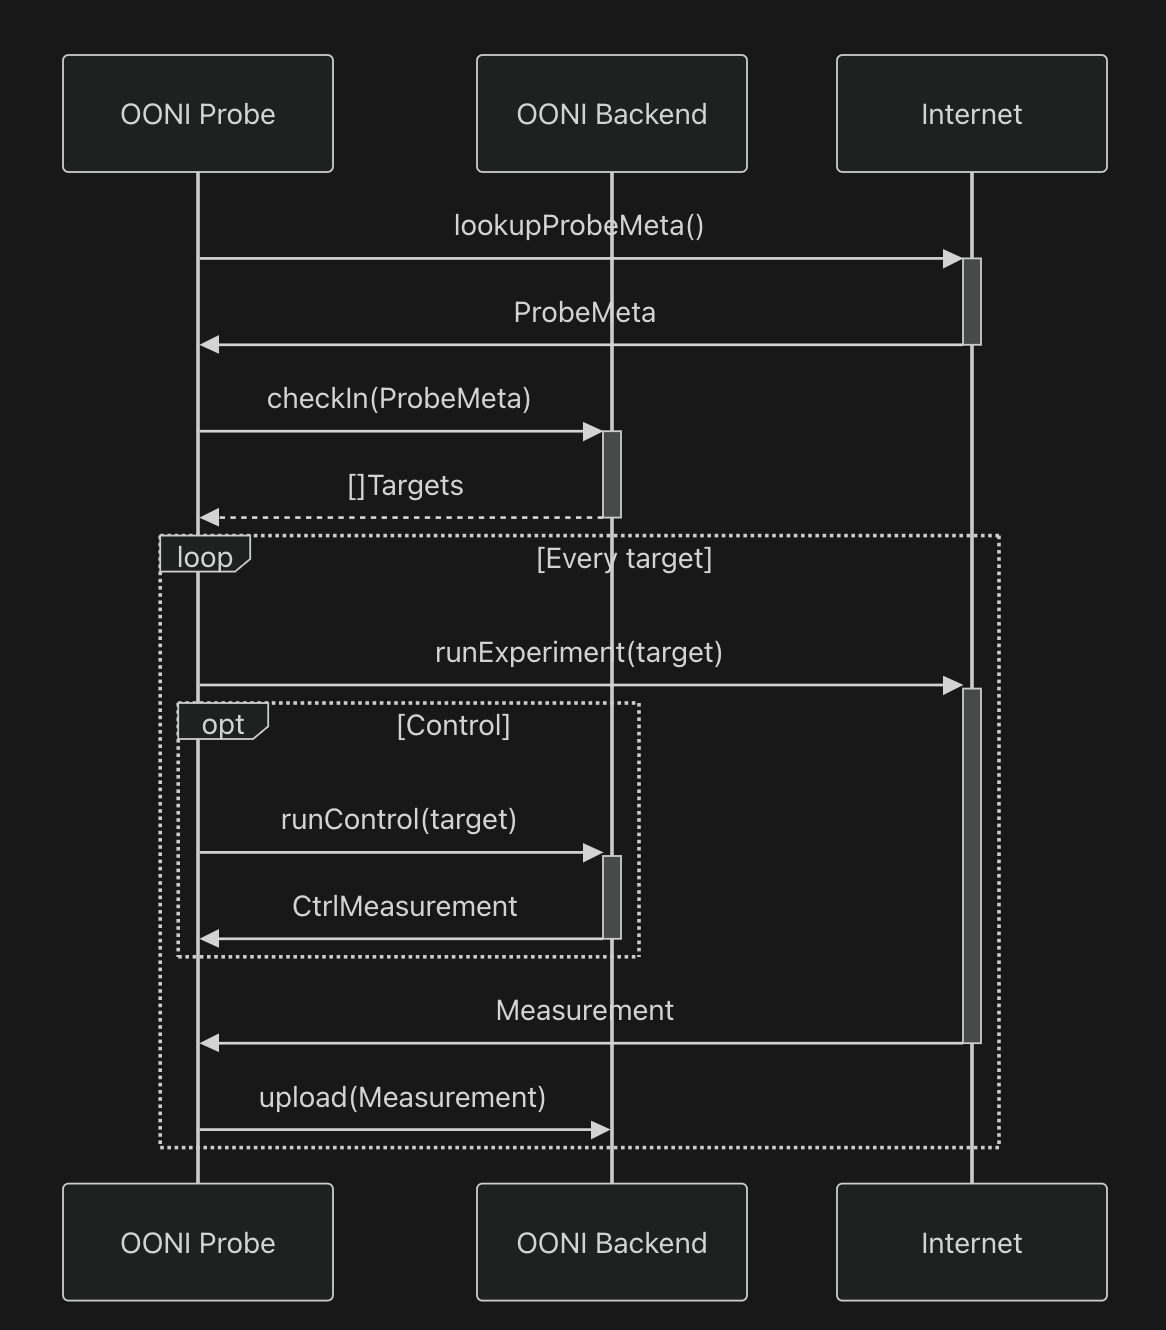 OONI Probe
OONI Backend
Internet
lookupProbeMeta()
ProbeMeta
checkIn(ProbeMeta)
[]Targets
loop
[Every target]
runExperiment(target)
opt
[Control]
runControl(target)
CtrlMeasurement
Measurement
upload(Measurement)
OONI Probe
OONI Backend
Internet